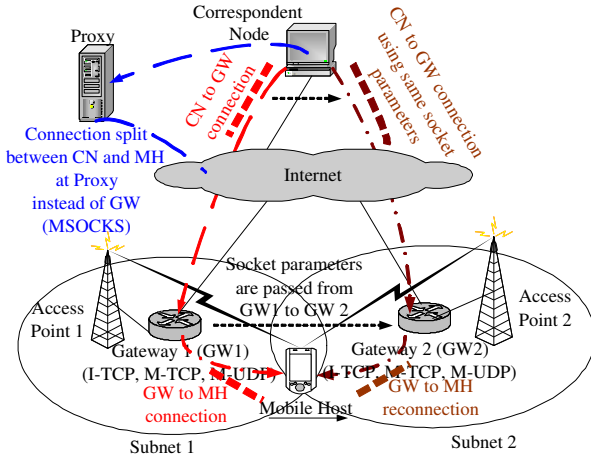 Correspondent
Node
Proxy
CN to GW
connection
CN to GW connection
using same socket
parameters
Connection split
between CN and MH
at Proxy
instead of GW
(MSOCKS)
Internet
Socket parameters
are passed from
GW1 to GW 2
Access
Point 1
Access
Point 2
Gateway 1 (GW1)
(I-TCP, M-TCP, M-UDP)
Gateway 2 (GW2)
(I-TCP, M-TCP, M-UDP)
GW to MH
connection
GW to MH
reconnection
Mobile Host
Subnet 1
Subnet 2